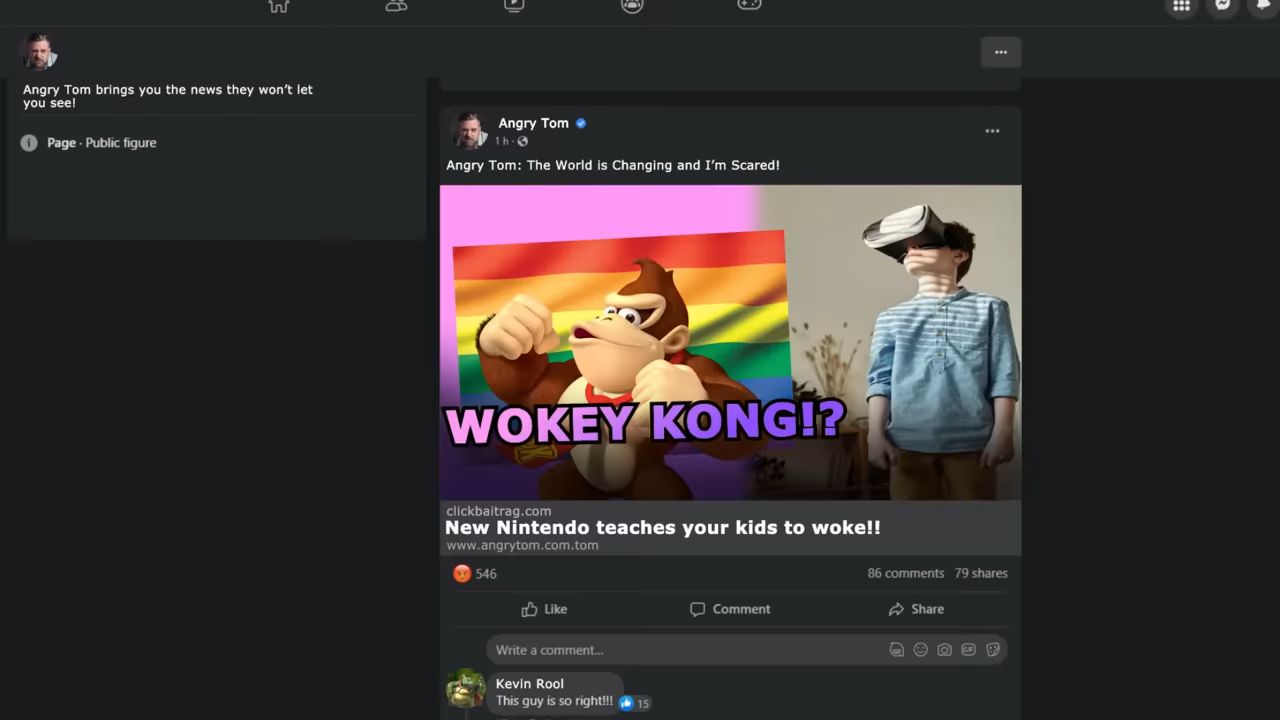 Angry Tom brings you the news they won’t let
you see!
Page · Public figure
Angry Tom
1 h ·
Angry Tom: The World is Changing and I’m Scared!
WOKEY KONG!?
clickbaitrag.com
New Nintendo teaches your kids to woke!!
www.angrytom.com.tom
546
86 comments 79 shares
Like Comment Share
Write a comment...
GIF
Kevin Rool
This guy is so right!!!
15